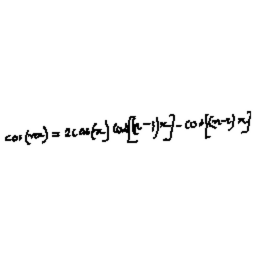 cos(nx) = 2cos(x) cos[(n-1)x] - cos[(n-2)x]